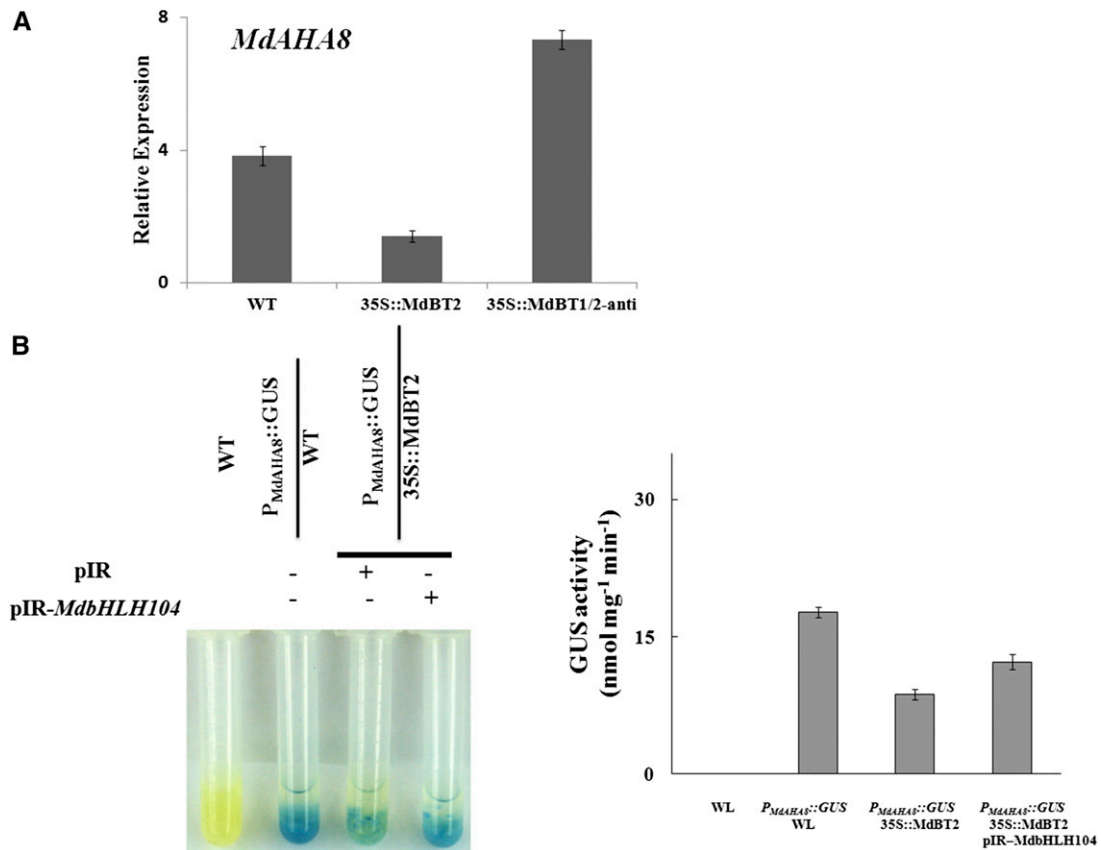 A
8
MdAHA8
Relative Expression
4
0
WT
35S::MdBT2
35S::MdBT1/2-anti
B
WT
PMdAHA8::GUS
WT
PMdAHA8::GUS
35S::MdBT2
pIR
- + -
pIR-MdbHLH104
- - +
GUS activity
(nmol mg-1 min-1)
30
15
0
WL
PMdAHA8::GUS
WL
PMdAHA8::GUS
35S::MdBT2
PMdAHA8::GUS
35S::MdBT2
pIR–MdbHLH104